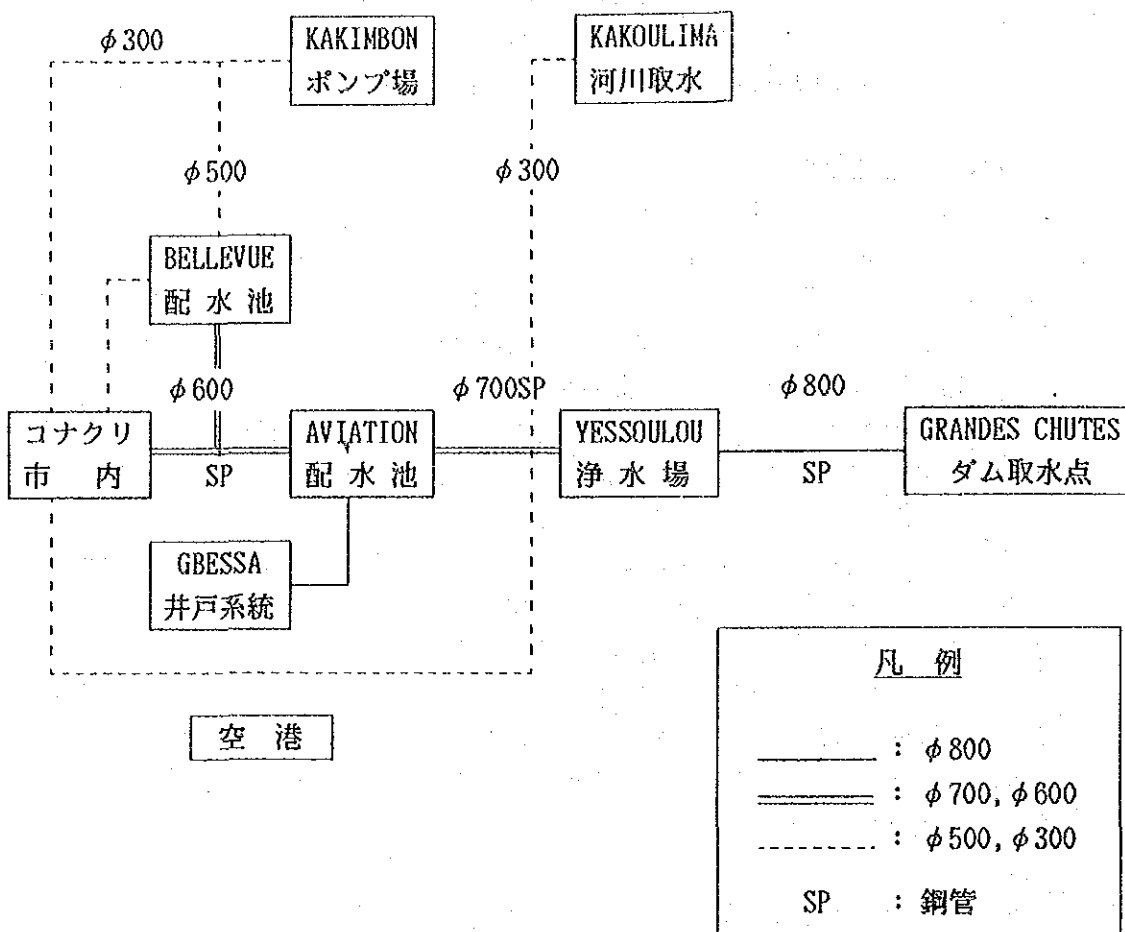 φ300
KAKIMBON
ポンプ場
KAKOULIMA
河川取水
φ500
φ300
BELLEVUE
配水池
φ600
φ700SP
φ800
コナクリ
市 内
SP
AVIATION
配水池
YESSOULOU
浄水場
SP
GRANDES CHUTES
ダム取水点
GBESSA
井戸系統
空 港
凡 例
: φ800
: φ700, φ600
: φ500, φ300
SP : 鋼管